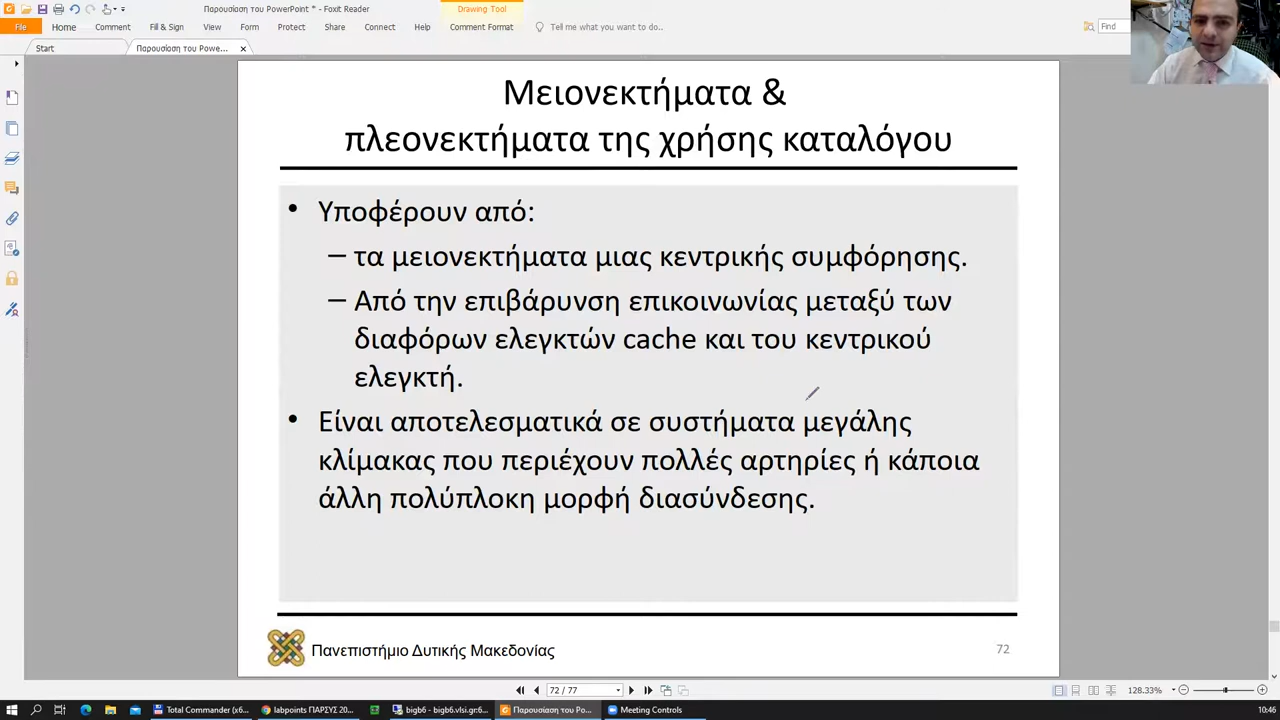 Παρουσίαση του PowerPoint * - Foxit Reader
Drawing Tool
File Home Comment Fill & Sign View Form Protect Share Connect Help Comment Format Tell me what you want to do.. Find
Start Παρουσίαση του Powe...
Μειονεκτήματα &
πλεονεκτήματα της χρήσης καταλόγου
• Υποφέρουν από:
– τα μειονεκτήματα μιας κεντρικής συμφόρησης.
– Από την επιβάρυνση επικοινωνίας μεταξύ των
διαφόρων ελεγκτών cache και του κεντρικού
ελεγκτή.
• Είναι αποτελεσματικά σε συστήματα μεγάλης
κλίμακας που περιέχουν πολλές αρτηρίες ή κάποια
άλλη πολύπλοκη μορφή διασύνδεσης.
Πανεπιστήμιο Δυτικής Μακεδονίας
72
72 / 77
128.33%
Total Commander (x6... labpoints ΠΑΡΙΣΥΣ 20... bigb6 - bigb6.vlsi.gr:6... Παρουσίαση του Po... Meeting Controls 10:46